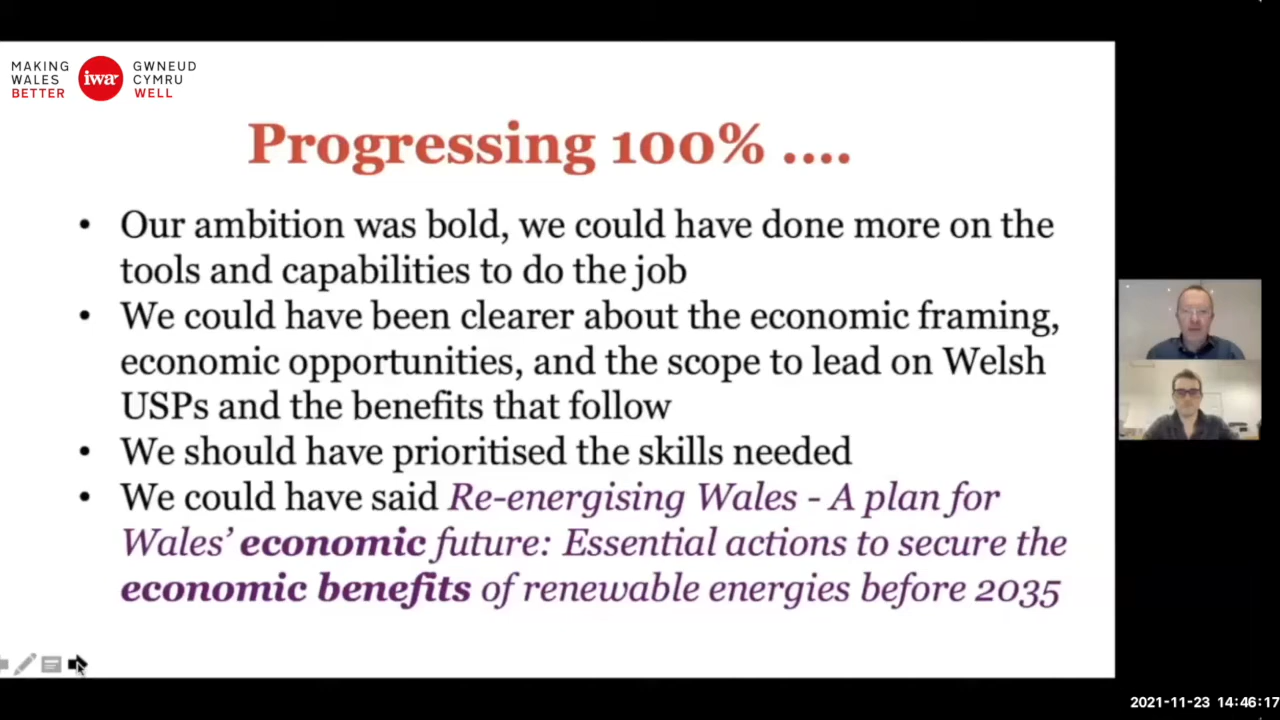 MAKING
WALES
BETTER
iwa
GWNEUD
CYMRU
WELL
Progressing 100% ....
• Our ambition was bold, we could have done more on the
tools and capabilities to do the job
• We could have been clearer about the economic framing,
economic opportunities, and the scope to lead on Welsh
USPs and the benefits that follow
• We should have prioritised the skills needed
• We could have said Re-energising Wales - A plan for
Wales’ economic future: Essential actions to secure the
economic benefits of renewable energies before 2035
2021-11-23 14:46:17